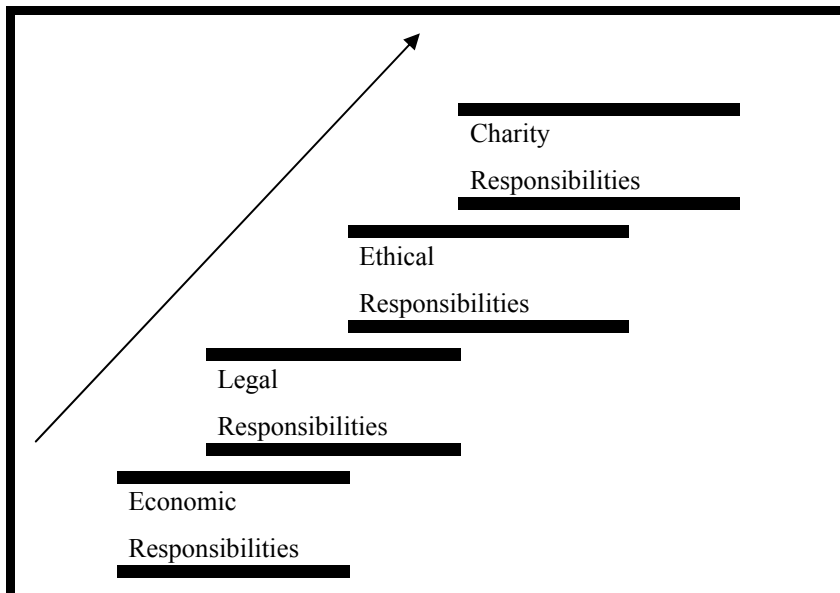 Charity
Responsibilities
Ethical
Responsibilities
Legal
Responsibilities
Economic
Responsibilities